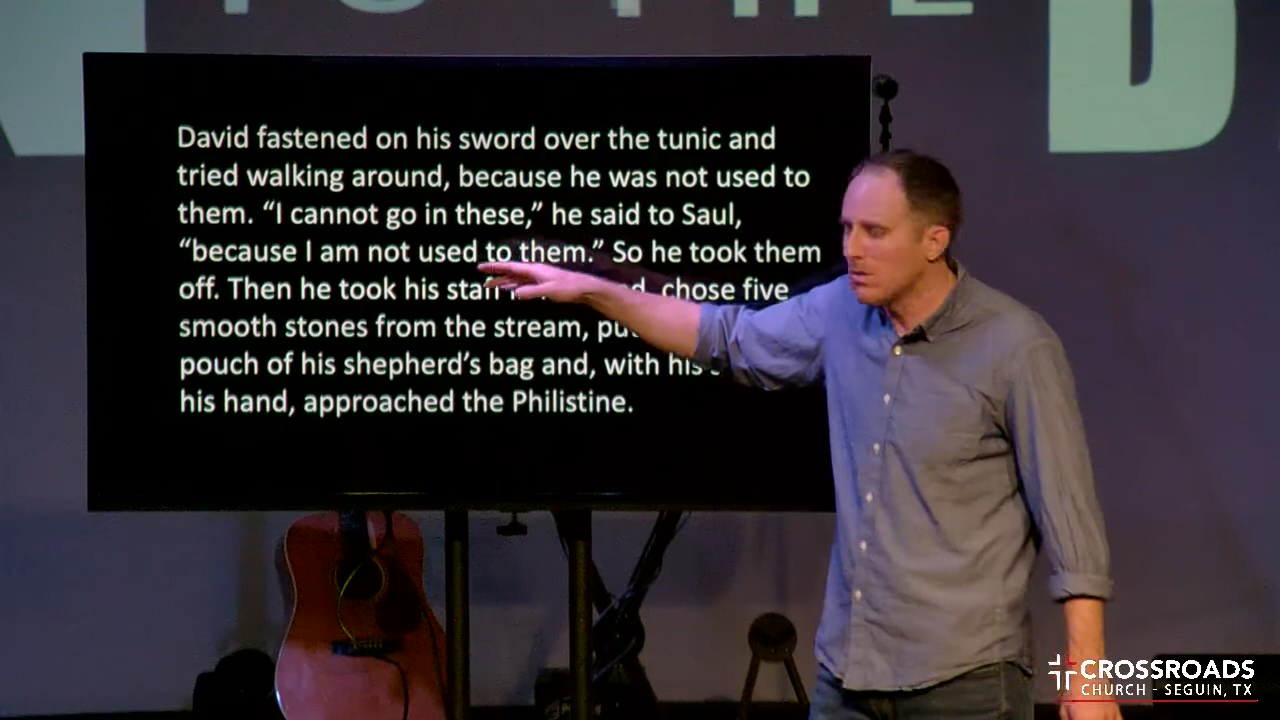 TO THE
David fastened on his sword over the tunic and
tried walking around, because he was not used to
them. “I cannot go in these,” he said to Saul,
“because I am not used to them.” So he took them
off. Then he took his staff chose five
smooth stones from the stream,
pouch of his shepherd’s bag and, with his
his hand, approached the Philistine.
CROSSROADS
CHURCH - SEGUIN, TX